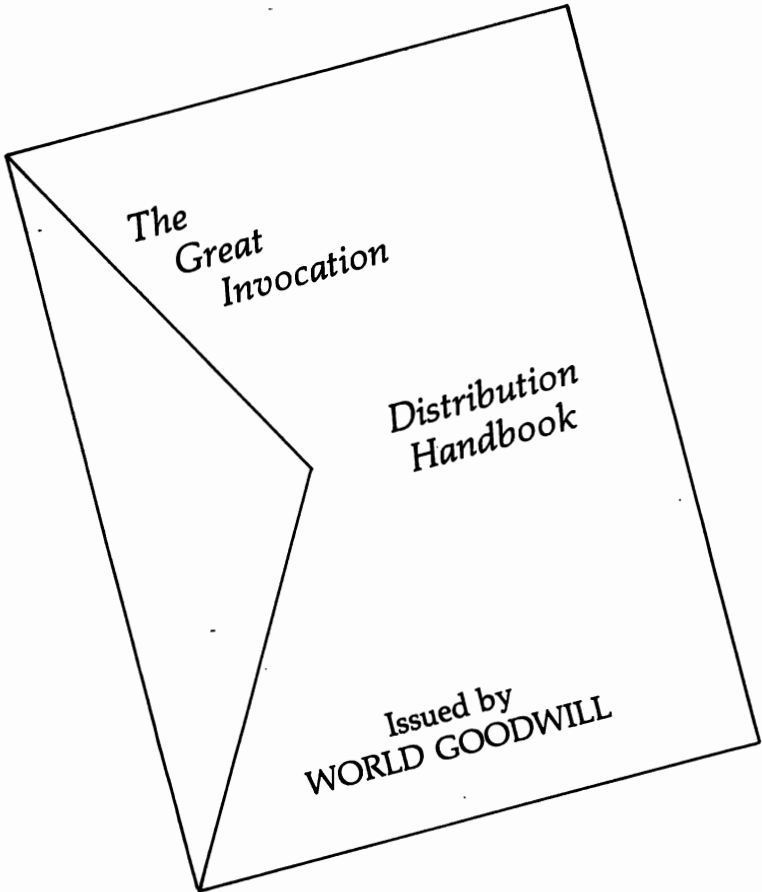 The
Great
Invocation
Distribution
Handbook
Issued by
WORLD GOODWILL